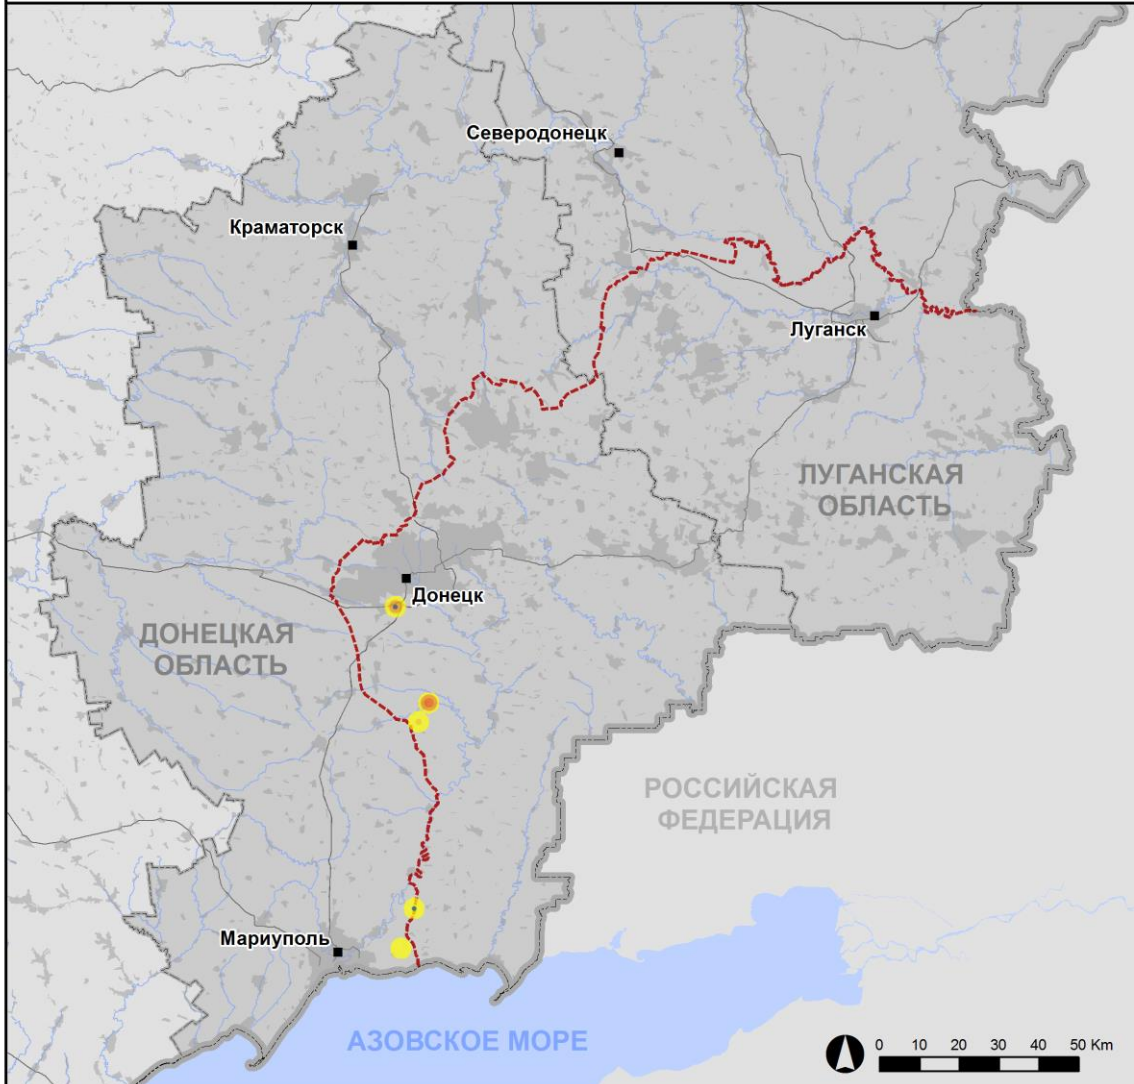 Северодонецк
Краматорск
Луганск
ЛУГАНСКАЯ
ОБЛАСТЬ
Донецк
ДОНЕЦКАЯ
ОБЛАСТЬ
РОССИЙСКАЯ
ФЕДЕРАЦИЯ
Мариуполь
АЗОВСКОЕ МОРЕ
0 10 20 30 40 50 Km